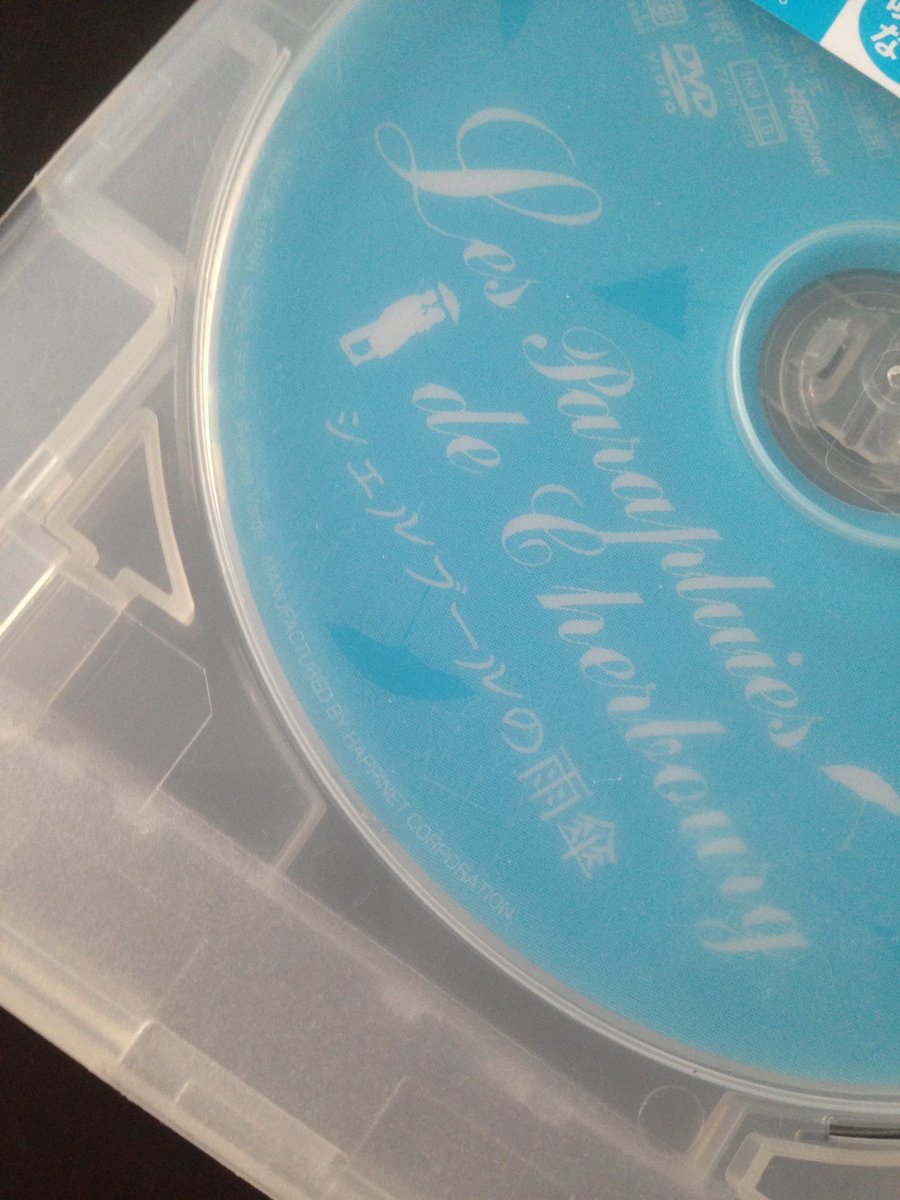 Les Parapluies
de Cherbourg
シェルブールの雨傘
DVD
VIDEO
MANUFACTURED BY HAPPINET CORPORATION